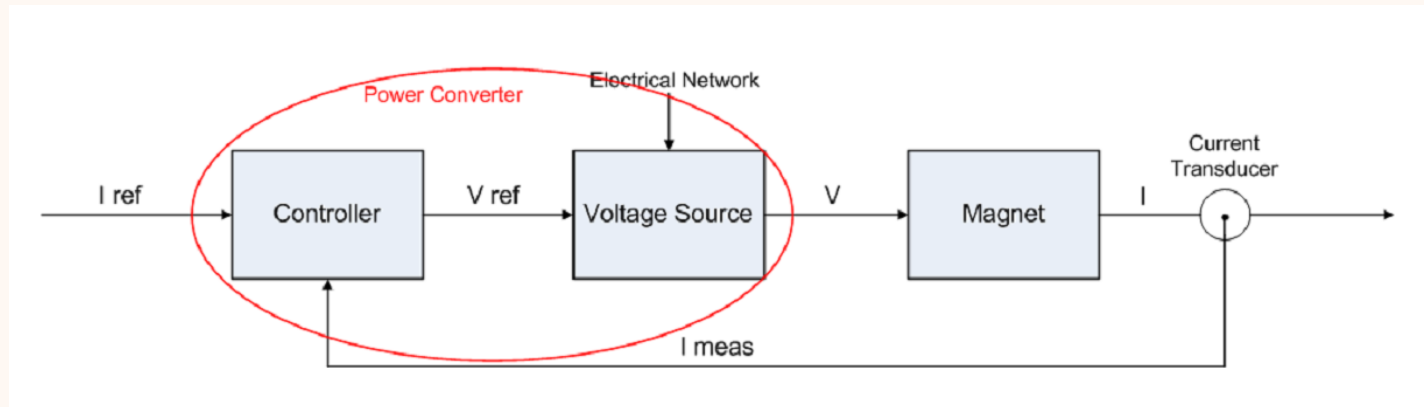 Electrical Network
Power Converter
Current
Transducer
I ref
Controller
V ref
Voltage Source
V
Magnet
I
I meas